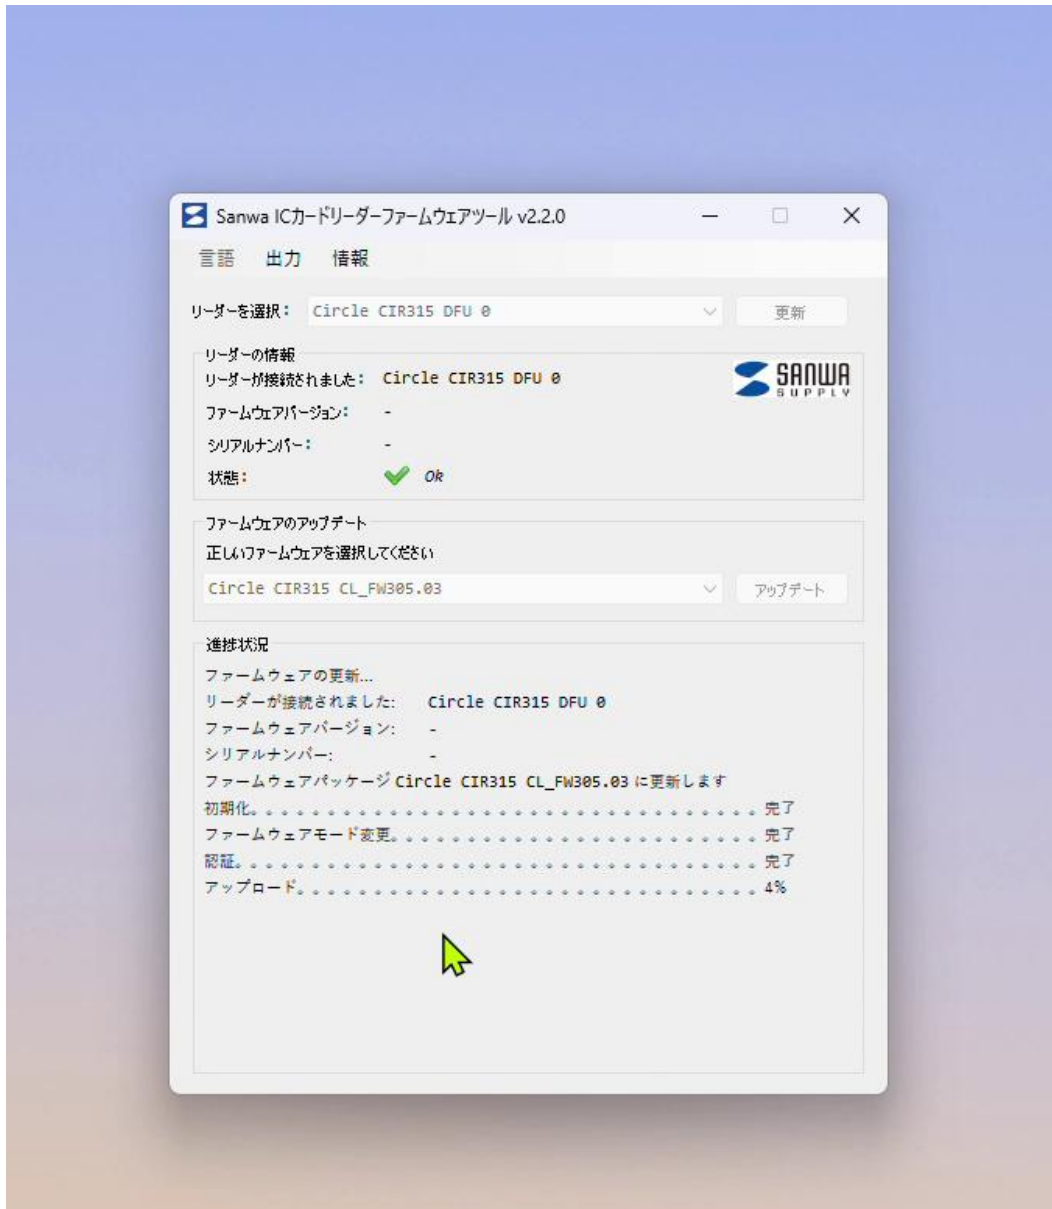 Sanwa ICカードリーダーファームウェアツール v2.2.0
言語 出力 情報
リーダーを選択： Circle CIR315 DFU 0 更新
リーダーの情報
リーダーが接続されました： Circle CIR315 DFU 0
SANWA
SUPPLY
ファームウェアバージョン： -
シリアルナンバー： -
状態： Ok
ファームウェアのアップデート
正しいファームウェアを選択してください
Circle CIR315 CL_FW305.03 アップデート
進捗状況
ファームウェアの更新...
リーダーが接続されました: Circle CIR315 DFU 0
ファームウェアバージョン: -
シリアルナンバー: -
ファームウェアパッケージ Circle CIR315 CL_FW305.03 に更新します
初期化。。。。。。。。。。。。。。。。。。。。。。。。。。。。。。。。。完了
ファームウェアモード変更。。。。。。。。。。。。。。。。。。。。。。。。完了
認証。。。。。。。。。。。。。。。。。。。。。。。。。。。。。。。。。。完了
アップロード。。。。。。。。。。。。。。。。。。。。。。。。。。。。。。4%